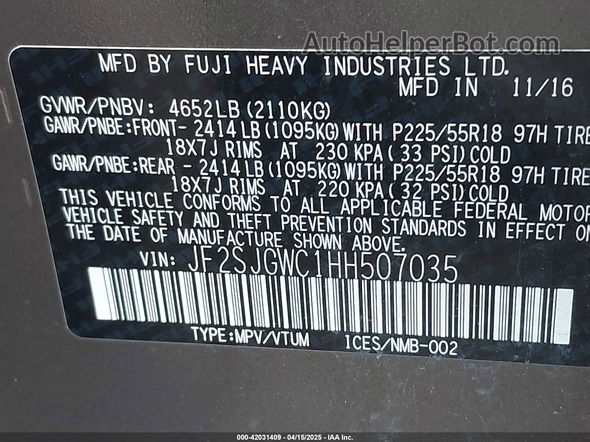 AutoHelperBot.com
MFD BY FUJI HEAVY INDUSTRIES LTD.
MFD IN 11/16
GVWR/PNBV: 4652LB (2110KG)
GAWR/PNBE:FRONT- 2414LB (1095KG) WITH P225/55R18 97H TIRE
18X7J RIMS AT 230 KPA (33 PSI) COLD
GAWR/PNBE:REAR - 2414LB (1095KG) WITH P225/55R18 97H TIRE
18X7J RIMS AT 220 KPA (32 PSI) COLD
THIS VEHICLE CONFORMS TO ALL APPLICABLE FEDERAL MOTOR
VEHICLE SAFETY AND THEFT PREVENTION STANDARDS IN EFFECT ON
THE DATE OF MANUFACTURE SHOWN ABOVE.
VIN: JF2SJGWC1HH507035
TYPE:MPV/VTUM ICES/NMB-002
000-42031409 - 04/15/2025 - IAA Inc.